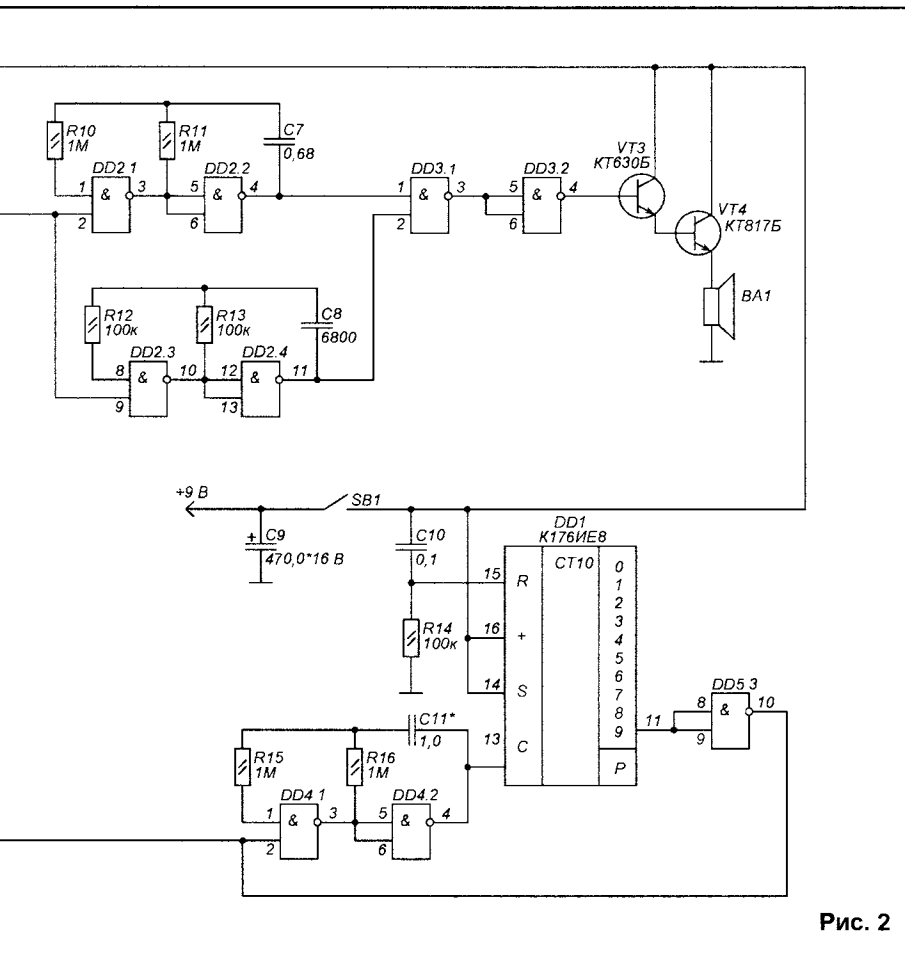 R10
1М
R11
1М
C7
0,68
DD2 1
DD2.2
1
&
3
2
5
&
4
6
DD3.1
DD3.2
1
&
3
2
5
&
4
6
VT3
КТ630Б
VT4
КТ817Б
BA1
R12
100к
R13
100к
C8
6800
DD2.3
DD2.4
8
&
10
9
12
&
11
13
+9 В
SB1
+
C9
470,0*16 В
C10
0,1
R14
100к
DD1
К176ИЕ8
CT10
15
R
16
+
14
S
13
C
0
1
2
3
4
5
6
7
8
9
P
11
DD5 3
8
&
10
9
C11*
1,0
R15
1М
R16
1М
DD4 1
DD4.2
1
&
3
2
5
&
4
6
Рис. 2